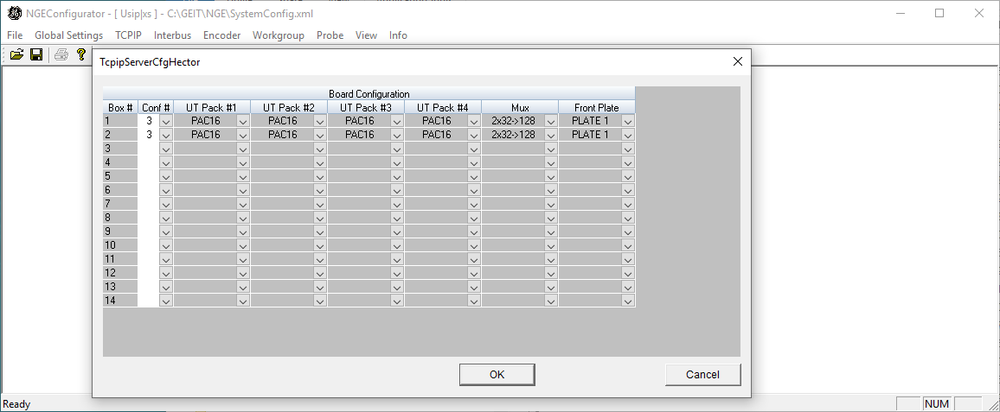 NGEConfigurator - [ Usip|xs ] - C:\GEIT\NGE\SystemConfig.xml
File Global Settings TCPIP Interbus Encoder Workgroup Probe View Info
TcpipServerCfgHector
Board Configuration
Box # Conf # UT Pack #1 UT Pack #2 UT Pack #3 UT Pack #4 Mux Front Plate
1 3 PAC16 PAC16 PAC16 PAC16 2x32->128 PLATE 1
2 3 PAC16 PAC16 PAC16 PAC16 2x32->128 PLATE 1
3
4
5
6
7
8
9
10
11
12
13
14
OK Cancel
Ready NUM